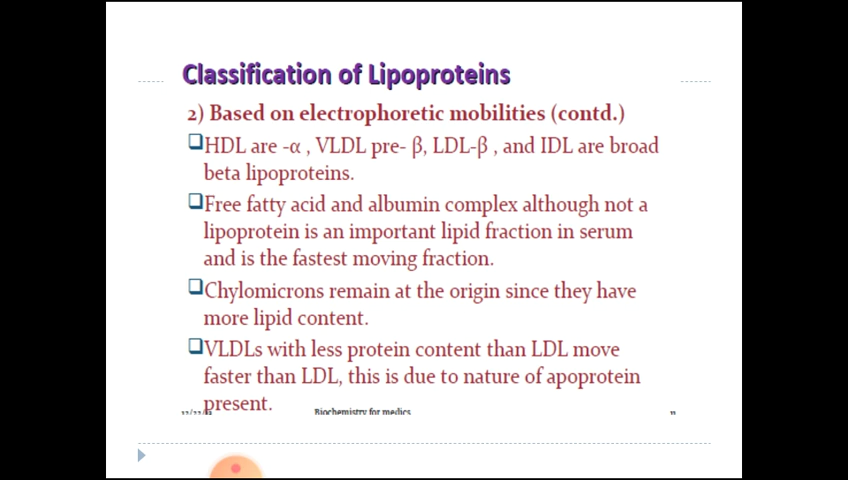 Classification of Lipoproteins
2) Based on electrophoretic mobilities (contd.)
❑HDL are -α , VLDL pre- β, LDL-β , and IDL are broad
beta lipoproteins.
❑Free fatty acid and albumin complex although not a
lipoprotein is an important lipid fraction in serum
and is the fastest moving fraction.
❑Chylomicrons remain at the origin since they have
more lipid content.
❑VLDLs with less protein content than LDL move
faster than LDL, this is due to nature of apoprotein
present.
Biochemistry for medics